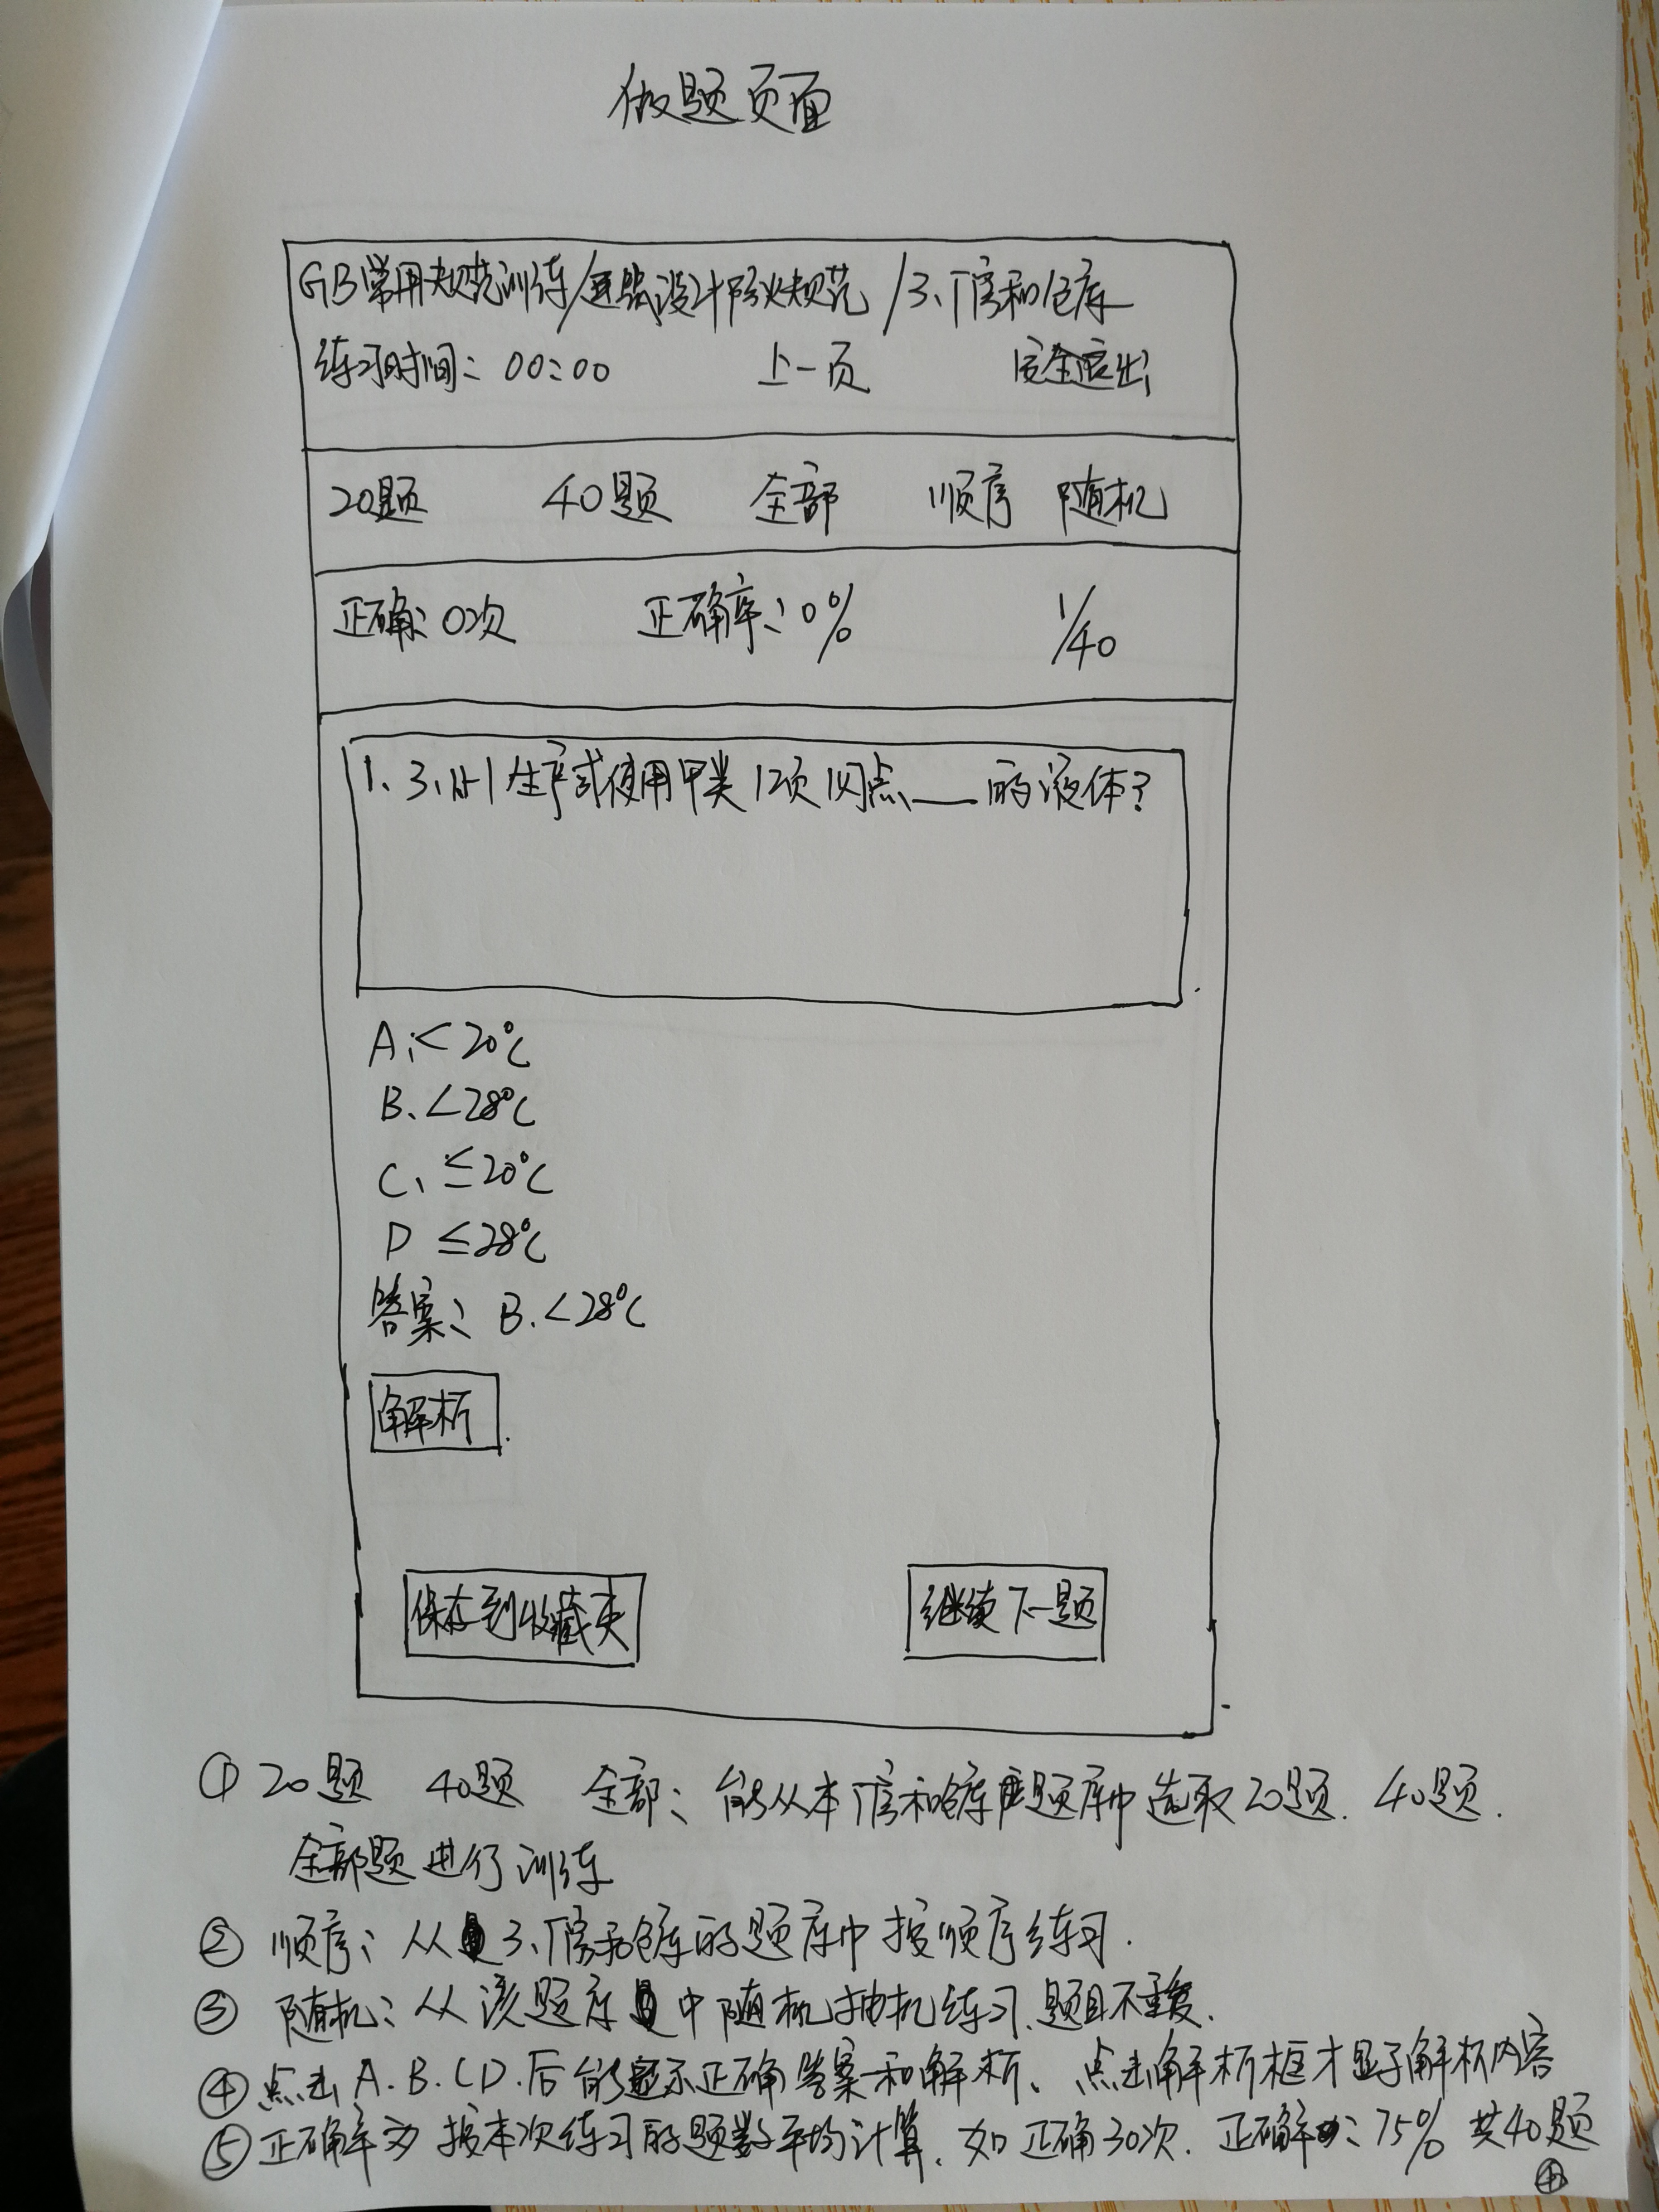 做题页面
GB常用规范训练/建筑设计防火规范/3、厂房和仓库
练习时间：00:00 上一页 安全退出
20题 40题 全部 顺序 随机
正确：0次 正确率：0% 1/40
1、3.1.1-1生产或使用甲类1项闪点___的液体?
A、<20℃
B、<28℃
C、≤20℃
D ≤28℃
答案：B、<28℃
解析
保存到收藏夹 继续下一题
① 20题 40题 全部：能从本厂房和仓库题库中选取20题、40题、
全部题进行训练
② 顺序：从3、厂房和仓库的题库中按顺序练习.
③ 随机：从该题库中随机抽机练习、题目不重复.
④ 点击A.B.C.D.后能显示正确答案和解析、点击解析框才显示解析内容
⑤ 正确率为按本次练习的题数平均计算、如正确30次、正确率为：75% 共40题
④